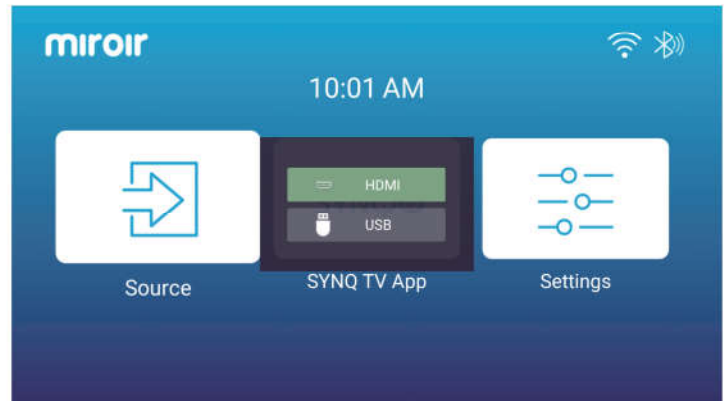 miroir
10:01 AM
HDMI
USB
Source
SYNQ TV App
Settings